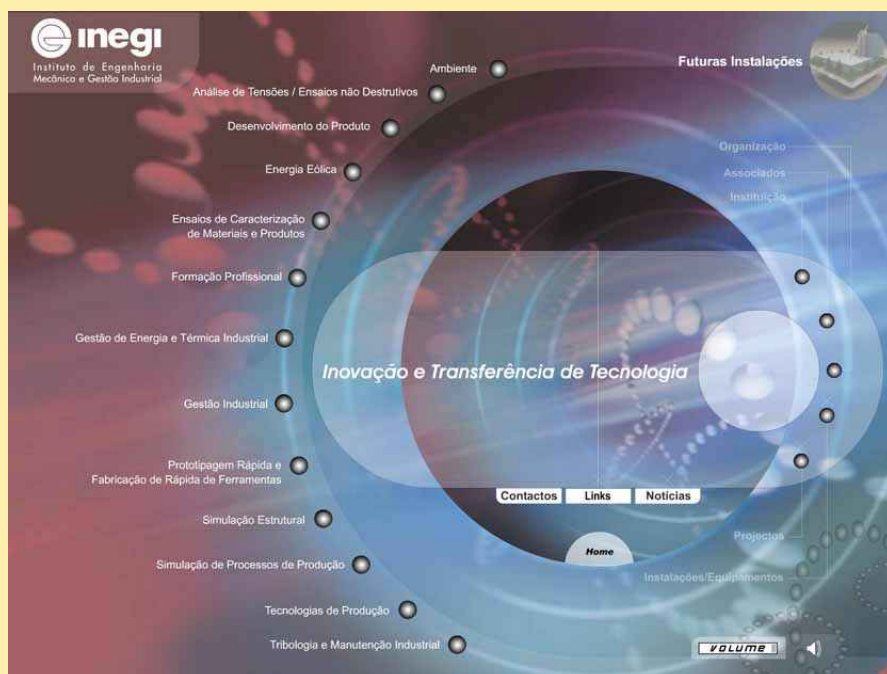 inegi
Instituto de Engenharia
Mecânica e Gestão Industrial
Futuras Instalações
Ambiente
Análise de Tensões / Ensaios não Destrutivos
Desenvolvimento do Produto
Energia Eólica
Ensaios de Caracterização
de Materiais e Produtos
Formação Profissional
Gestão de Energia e Térmica Industrial
Gestão Industrial
Prototipagem Rápida e
Fabricação de Rápida de Ferramentas
Simulação Estrutural
Simulação de Processos de Produção
Tecnologias de Produção
Tribologia e Manutenção Industrial
Organização
Associados
Instituição
Inovação e Transferência de Tecnologia
Contactos
Links
Notícias
Home
Projectos
Instalações/Equipamentos
VOLUME